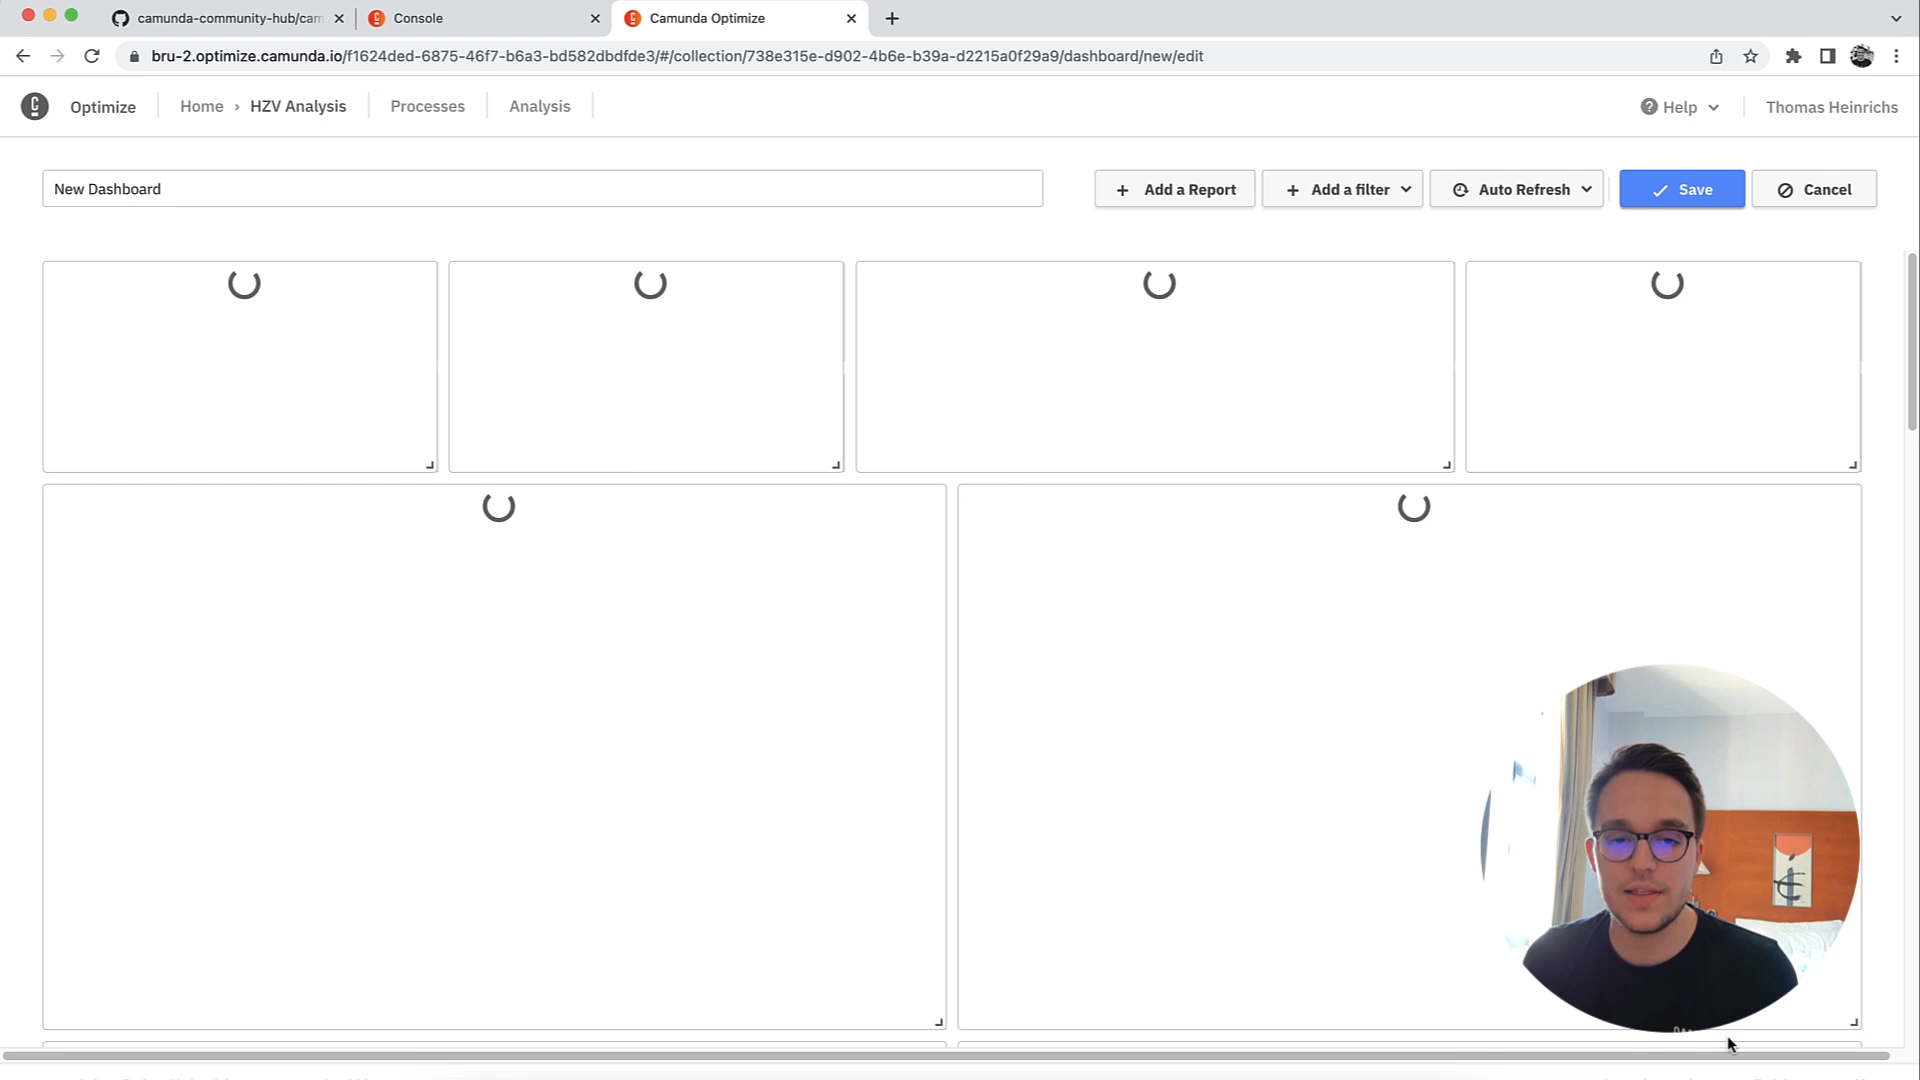 camunda-community-hub/cam
Console
Camunda Optimize
bru-2.optimize.camunda.io/f1624ded-6875-46f7-b6a3-bd582dbdfde3/#/collection/738e315e-d902-4b6e-b39a-d2215a0f29a9/dashboard/new/edit
Optimize
Home › HZV Analysis
Processes
Analysis
Help
Thomas Heinrichs
New Dashboard
+ Add a Report
+ Add a filter
Auto Refresh
Save
Cancel